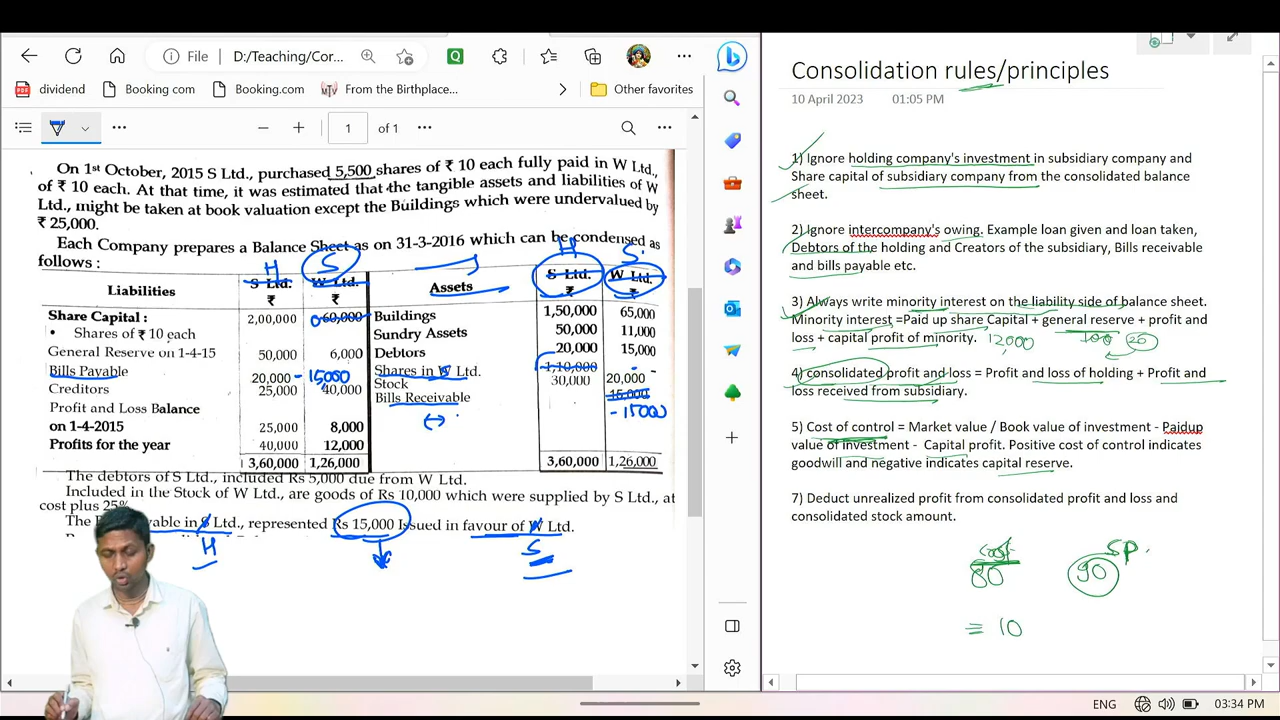 File
D:/Teaching/Cor...
dividend
Booking com
Booking.com
From the Birthplace...
Other favorites
1
of 1
On 1st October, 2015 S Ltd., purchased 5,500 shares of ₹ 10 each fully paid in W Ltd.,
of ₹ 10 each. At that time, it was estimated that the tangible assets and liabilities of W
Ltd., might be taken at book valuation except the Buildings which were undervalued by
₹ 25,000.
Each Company prepares a Balance Sheet as on 31-3-2016 which can be condensed as
follows :
H S H S
Liabilities S Ltd. W Ltd. Assets S Ltd. W Ltd.
₹ ₹ ₹ ₹
Share Capital : 2,00,000 0 60,000 Buildings 1,50,000 65,000
• Shares of ₹ 10 each Sundry Assets 50,000 11,000
General Reserve on 1-4-15 50,000 6,000 Debtors 20,000 15,000
Bills Payable 20,000 - 15,000 Shares in W Ltd. 1,10,000 -
Creditors 25,000 40,000 Stock 30,000 20,000
Profit and Loss Balance Bills Receivable 15,000
- 15000
on 1-4-2015 25,000 8,000
Profits for the year 40,000 12,000
3,60,000 1,26,000 3,60,000 1,26,000
The debtors of S Ltd., included Rs 5,000 due from W Ltd.
Included in the Stock of W Ltd., are goods of Rs 10,000 which were supplied by S Ltd., at
cost plus 25%
The B yable in S Ltd., represented Rs 15,000 Issued in favour of W Ltd.
H S
Consolidation rules/principles
10 April 2023 01:05 PM
1) Ignore holding company's investment in subsidiary company and
Share capital of subsidiary company from the consolidated balance
sheet.
2) Ignore intercompany's owing. Example loan given and loan taken,
Debtors of the holding and Creators of the subsidiary, Bills receivable
and bills payable etc.
3) Always write minority interest on the liability side of balance sheet.
Minority interest =Paid up share Capital + general reserve + profit and
loss + capital profit of minority.
12000 100 20
4) consolidated profit and loss = Profit and loss of holding + Profit and
loss received from subsidiary.
5) Cost of control = Market value / Book value of investment - Paidup
value of investment - Capital profit. Positive cost of control indicates
goodwill and negative indicates capital reserve.
7) Deduct unrealized profit from consolidated profit and loss and
consolidated stock amount.
cost SP
80 90
= 10
ENG
03:34 PM